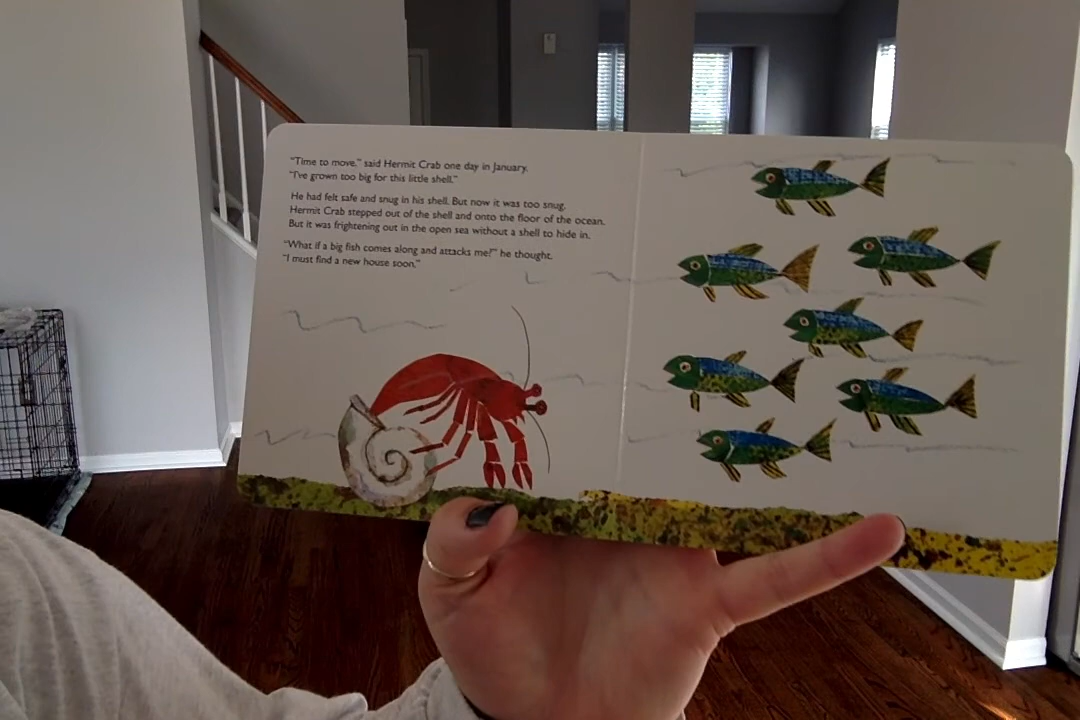 "Time to move," said Hermit Crab one day in January.
"I've grown too big for this little shell."
He had felt safe and snug in his shell. But now it was too snug.
Hermit Crab stepped out of the shell and onto the floor of the ocean.
But it was frightening out in the open sea without a shell to hide in.
"What if a big fish comes along and attacks me?" he thought.
"I must find a new house soon."